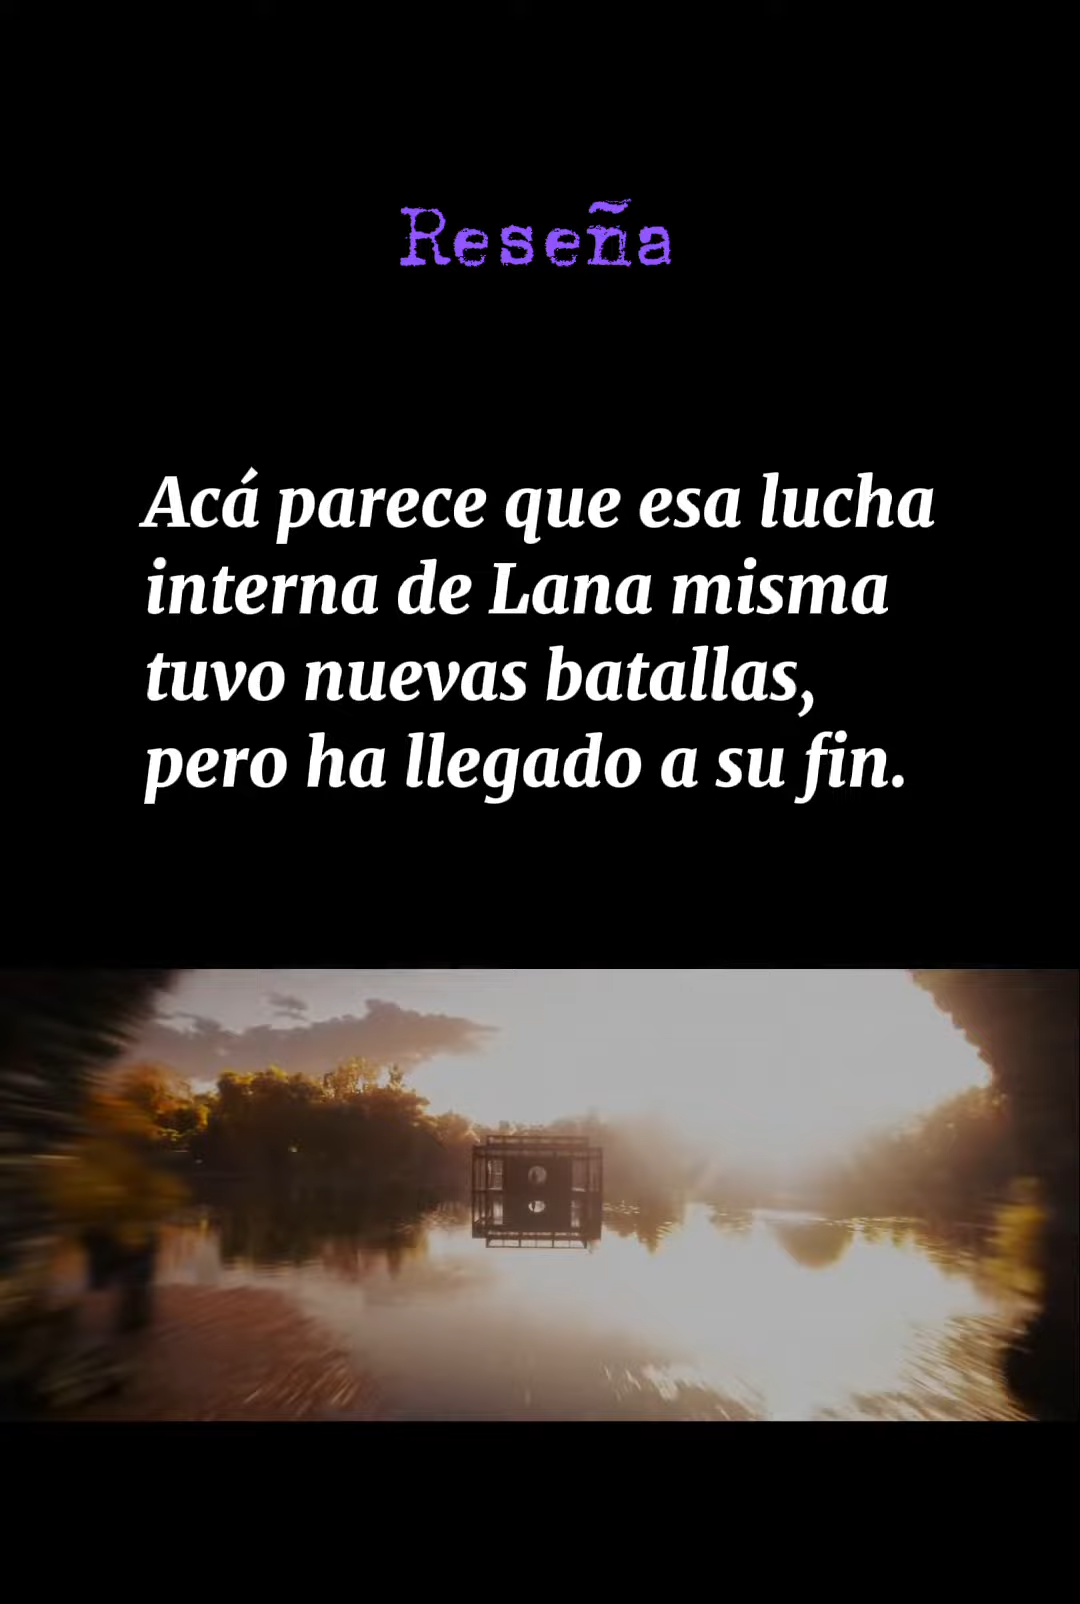 Reseña
Acá parece que esa lucha
interna de Lana misma
tuvo nuevas batallas,
pero ha llegado a su fin.